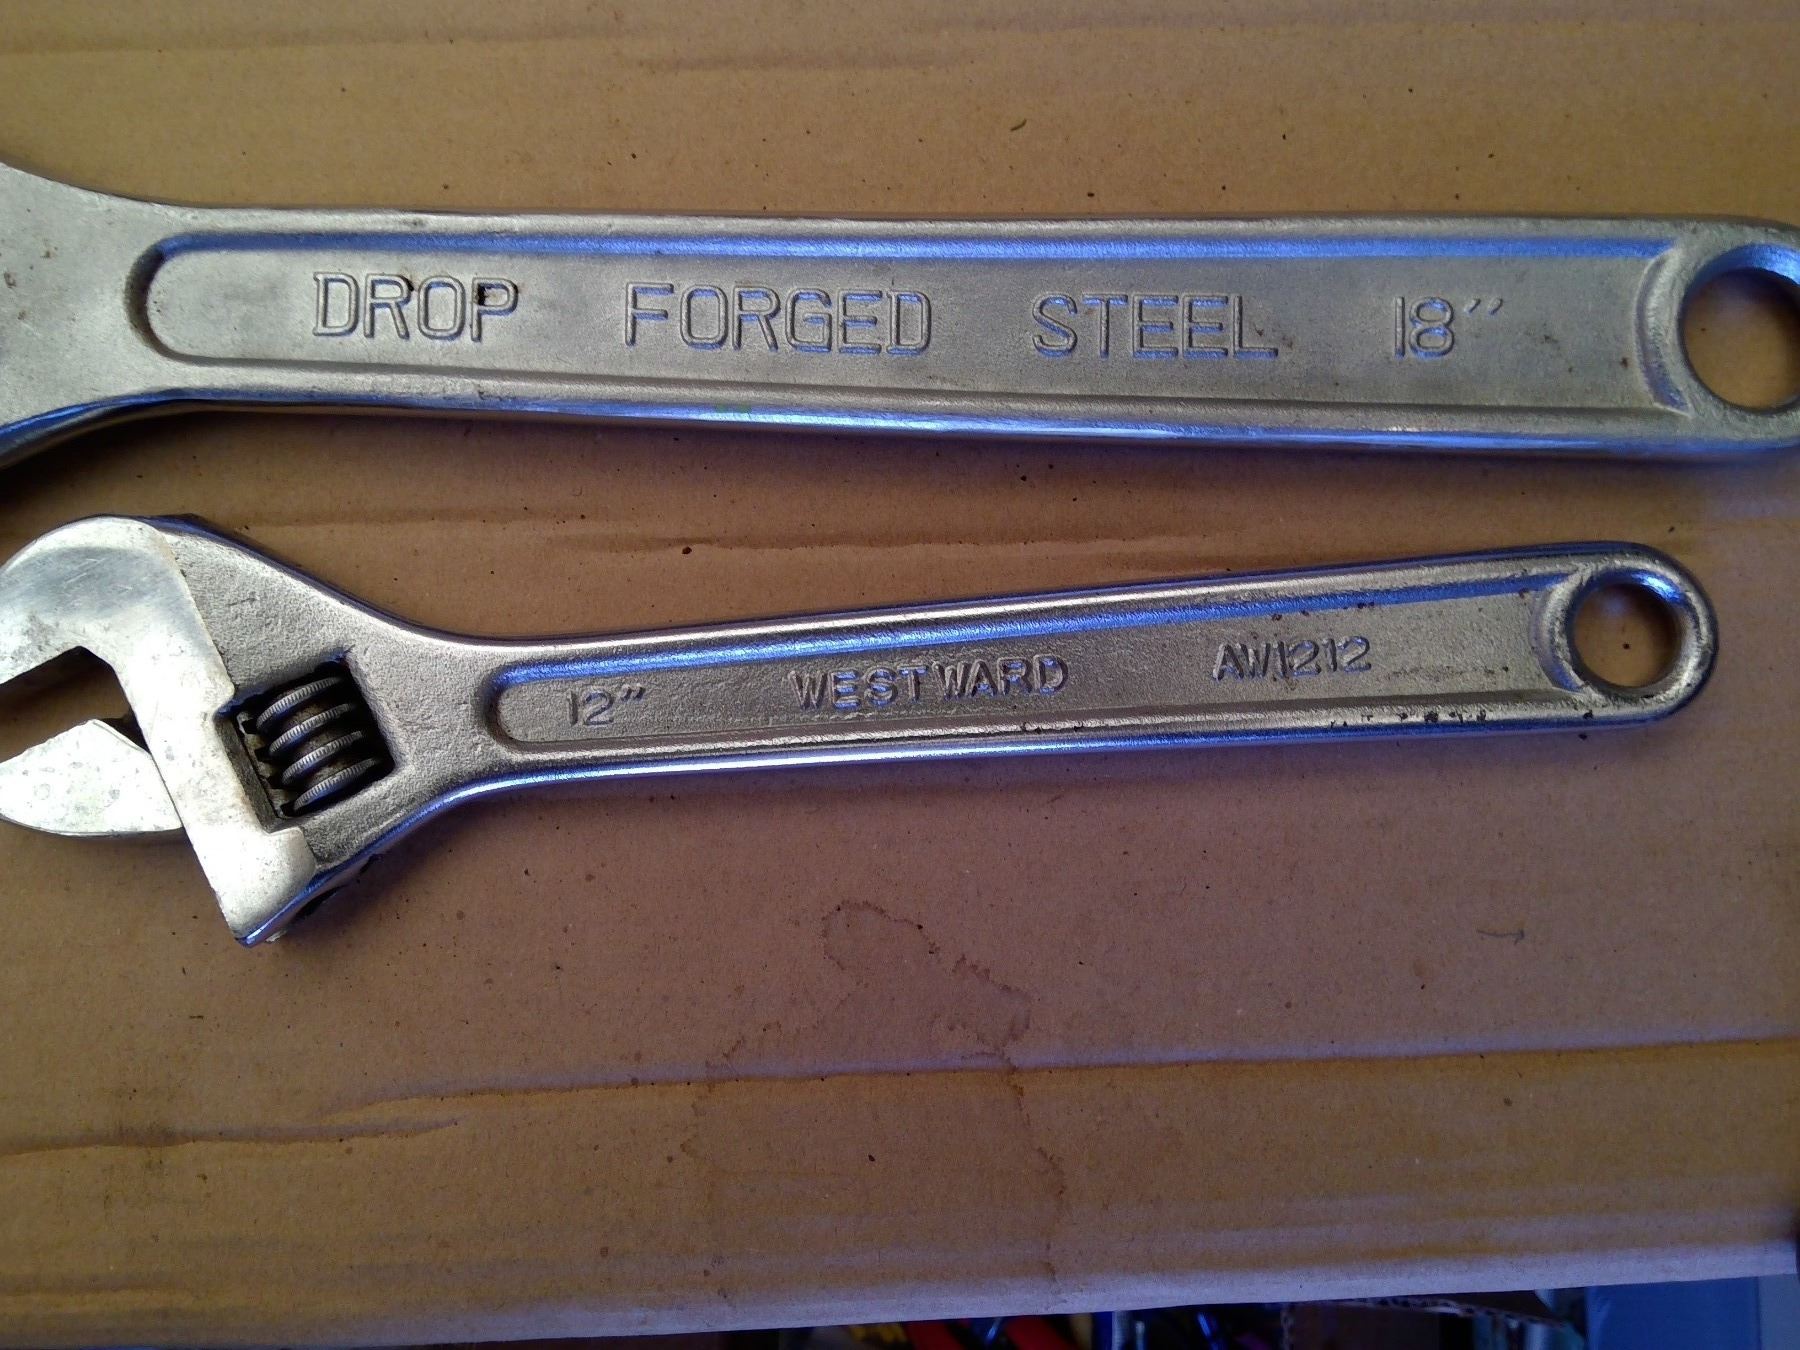 DROP FORGED STEEL 18"
12" WESTWARD AW1212